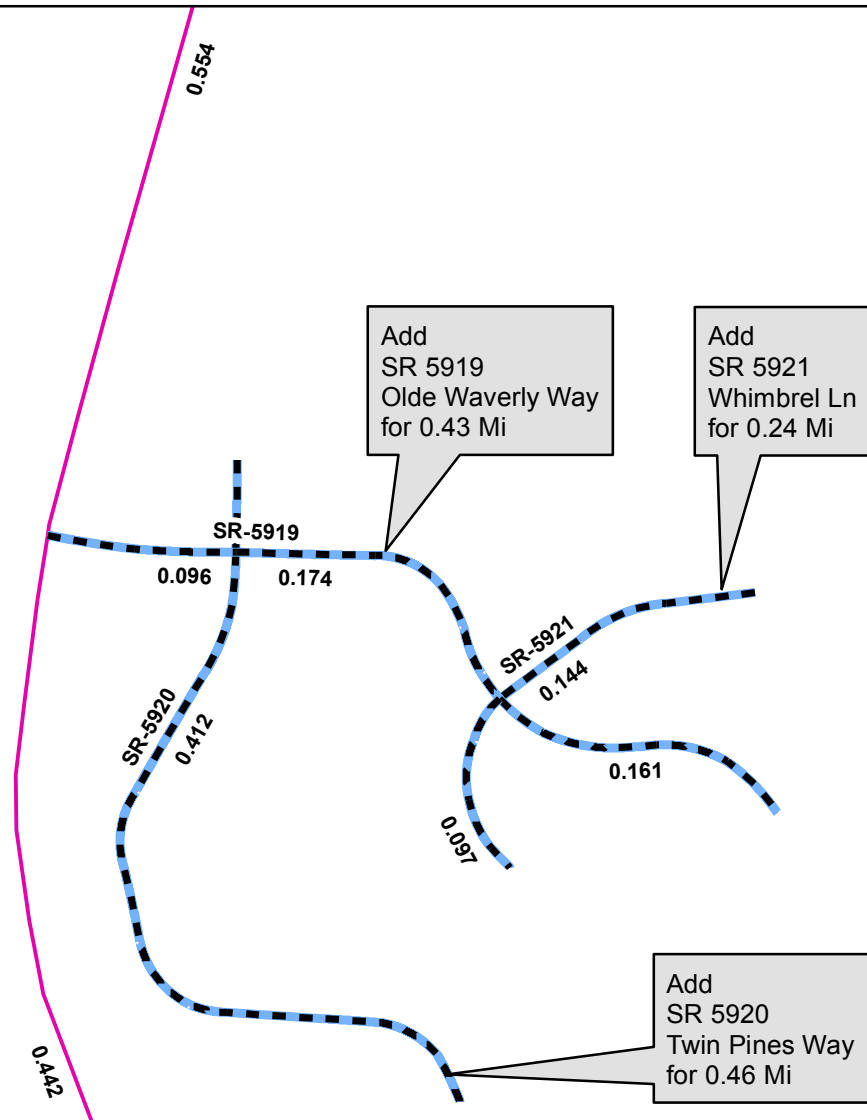 0.554
Add
SR 5919
Olde Waverly Way
for 0.43 Mi
Add
SR 5921
Whimbrel Ln
for 0.24 Mi
SR-5919
0.096
0.174
SR-5921
0.144
SR-5920
0.412
0.161
0.097
Add
SR 5920
Twin Pines Way
for 0.46 Mi
0.442